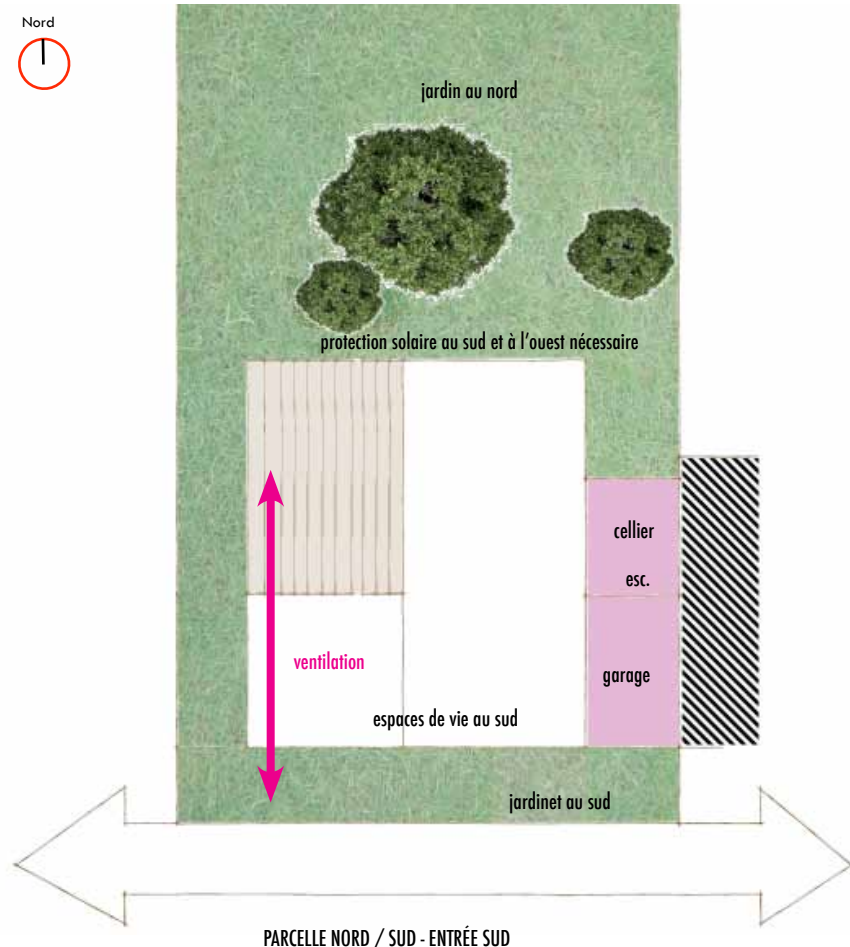 Nord
jardin au nord
protection solaire au sud et à l’ouest nécessaire
cellier
esc.
ventilation
garage
espaces de vie au sud
jardinet au sud
PARCELLE NORD / SUD - ENTRÉE SUD